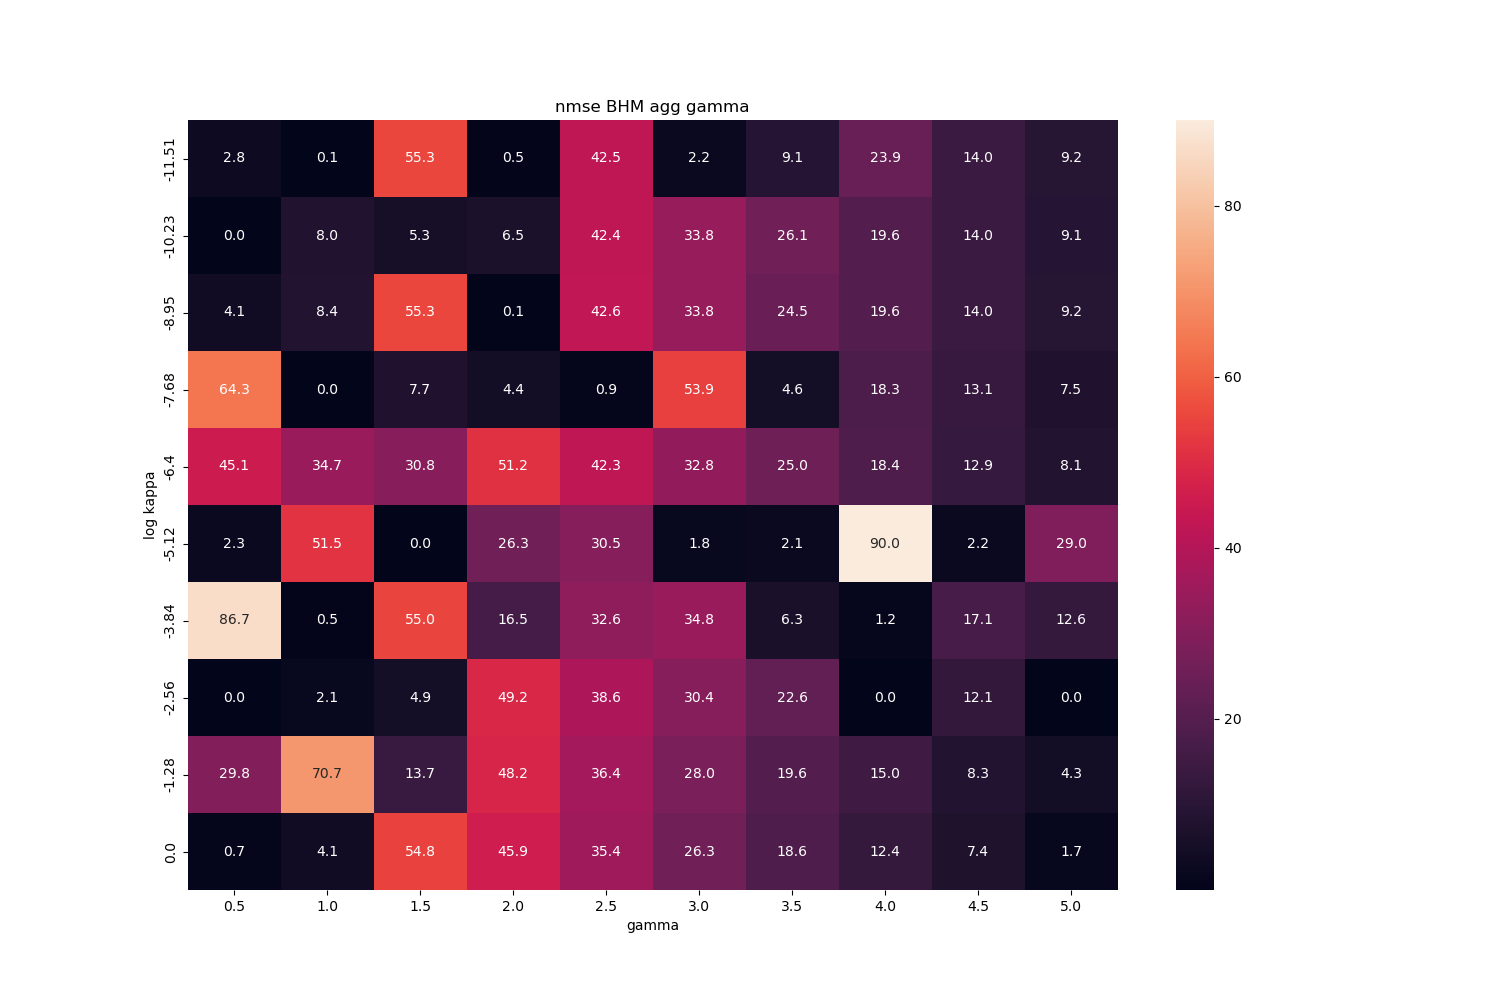 nmse BHM agg gamma
-11.51 2.8 0.1 55.3 0.5 42.5 2.2 9.1 23.9 14.0 9.2
-10.23 0.0 8.0 5.3 6.5 42.4 33.8 26.1 19.6 14.0 9.1
-8.95 4.1 8.4 55.3 0.1 42.6 33.8 24.5 19.6 14.0 9.2
-7.68 64.3 0.0 7.7 4.4 0.9 53.9 4.6 18.3 13.1 7.5
-6.4 45.1 34.7 30.8 51.2 42.3 32.8 25.0 18.4 12.9 8.1
-5.12 2.3 51.5 0.0 26.3 30.5 1.8 2.1 90.0 2.2 29.0
-3.84 86.7 0.5 55.0 16.5 32.6 34.8 6.3 1.2 17.1 12.6
-2.56 0.0 2.1 4.9 49.2 38.6 30.4 22.6 0.0 12.1 0.0
-1.28 29.8 70.7 13.7 48.2 36.4 28.0 19.6 15.0 8.3 4.3
0.0 0.7 4.1 54.8 45.9 35.4 26.3 18.6 12.4 7.4 1.7
log kappa
0.5 1.0 1.5 2.0 2.5 3.0 3.5 4.0 4.5 5.0
gamma
80
60
40
20